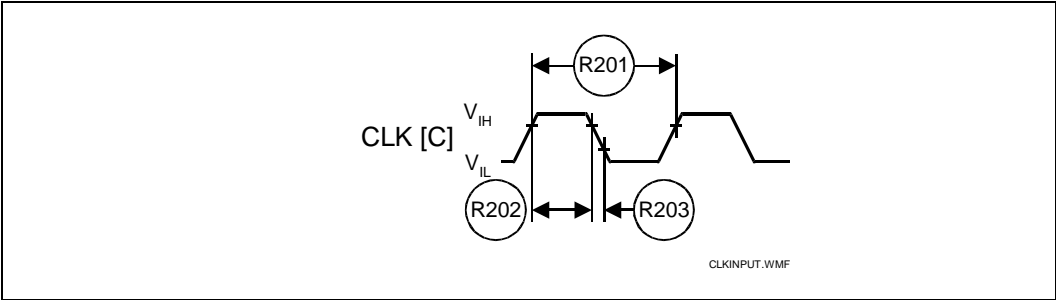 R201
VIH
CLK [C]
VIL
R202
R203
CLKINPUT.WMF